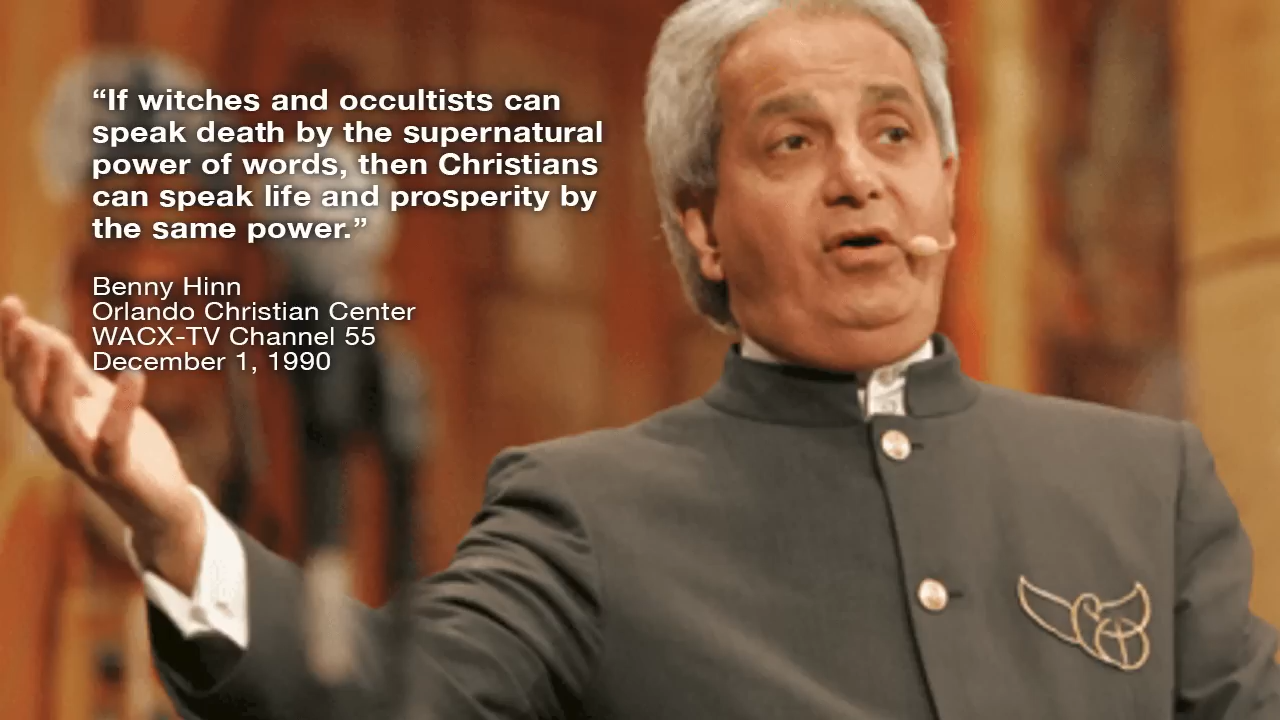 “If witches and occultists can
speak death by the supernatural
power of words, then Christians
can speak life and prosperity by
the same power.”
Benny Hinn
Orlando Christian Center
WACX-TV Channel 55
December 1, 1990